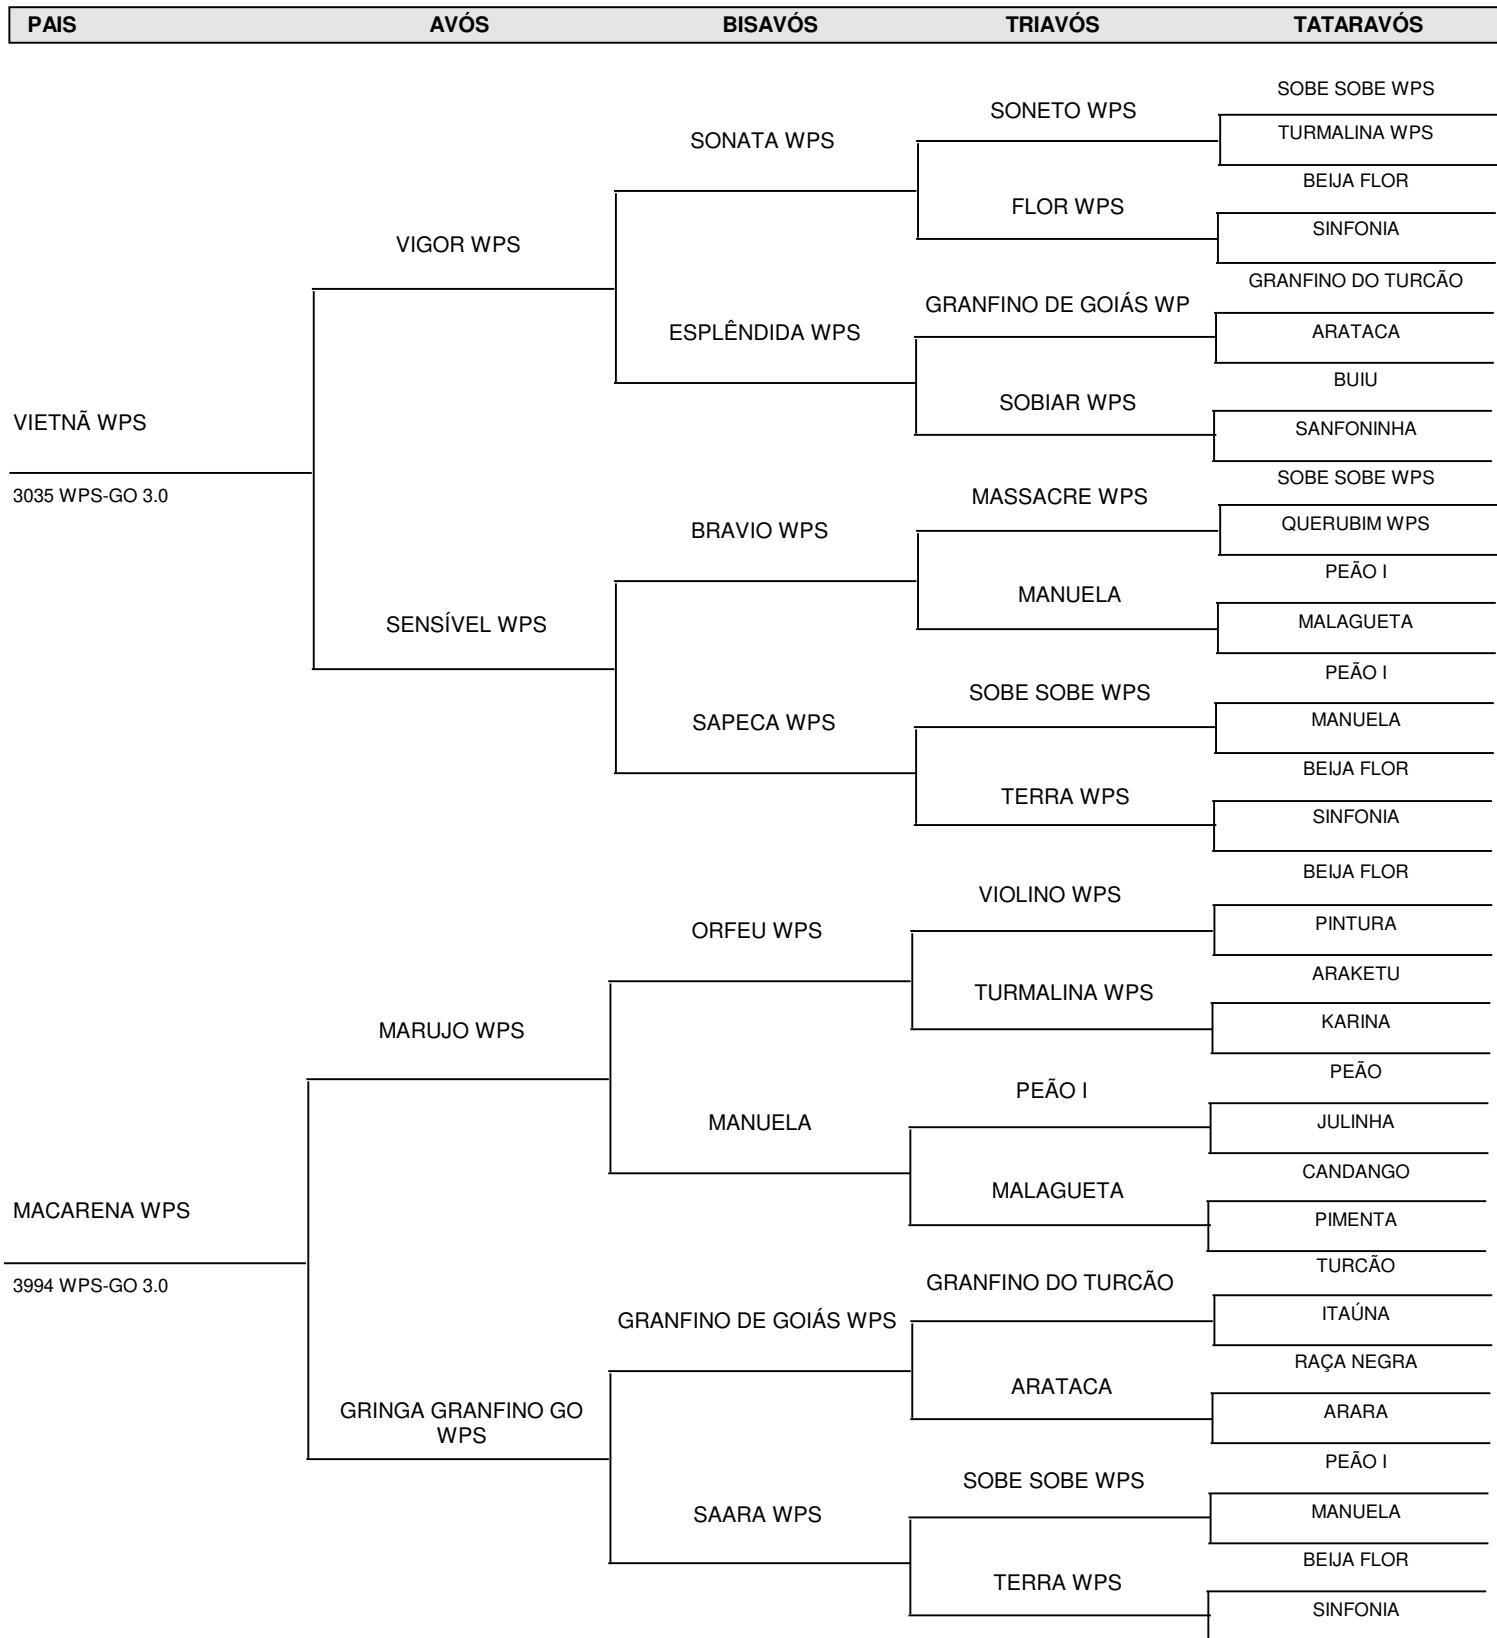 PAIS AVÓS BISAVÓS TRIAVÓS TATARAVÓS
SOBE SOBE WPS
SONETO WPS
TURMALINA WPS
SONATA WPS
BEIJA FLOR
FLOR WPS
SINFONIA
VIGOR WPS
GRANFINO DO TURCÃO
GRANFINO DE GOIÁS WP
ESPLÊNDIDA WPS
ARATACA
BUIU
SOBIAR WPS
VIETNÃ WPS
SANFONINHA
SOBE SOBE WPS
3035 WPS-GO 3.0
MASSACRE WPS
QUERUBIM WPS
BRAVIO WPS
PEÃO I
MANUELA
MALAGUETA
SENSÍVEL WPS
PEÃO I
SOBE SOBE WPS
MANUELA
SAPECA WPS
BEIJA FLOR
TERRA WPS
SINFONIA
BEIJA FLOR
VIOLINO WPS
PINTURA
ORFEU WPS
ARAKETU
TURMALINA WPS
KARINA
MARUJO WPS
PEÃO
PEÃO I
JULINHA
MANUELA
CANDANGO
MALAGUETA
MACARENA WPS
PIMENTA
TURCÃO
3994 WPS-GO 3.0
GRANFINO DO TURCÃO
ITAÚNA
GRANFINO DE GOIÁS WPS
RAÇA NEGRA
ARATACA
GRINGA GRANFINO GO
WPS
ARARA
PEÃO I
SOBE SOBE WPS
MANUELA
SAARA WPS
BEIJA FLOR
TERRA WPS
SINFONIA